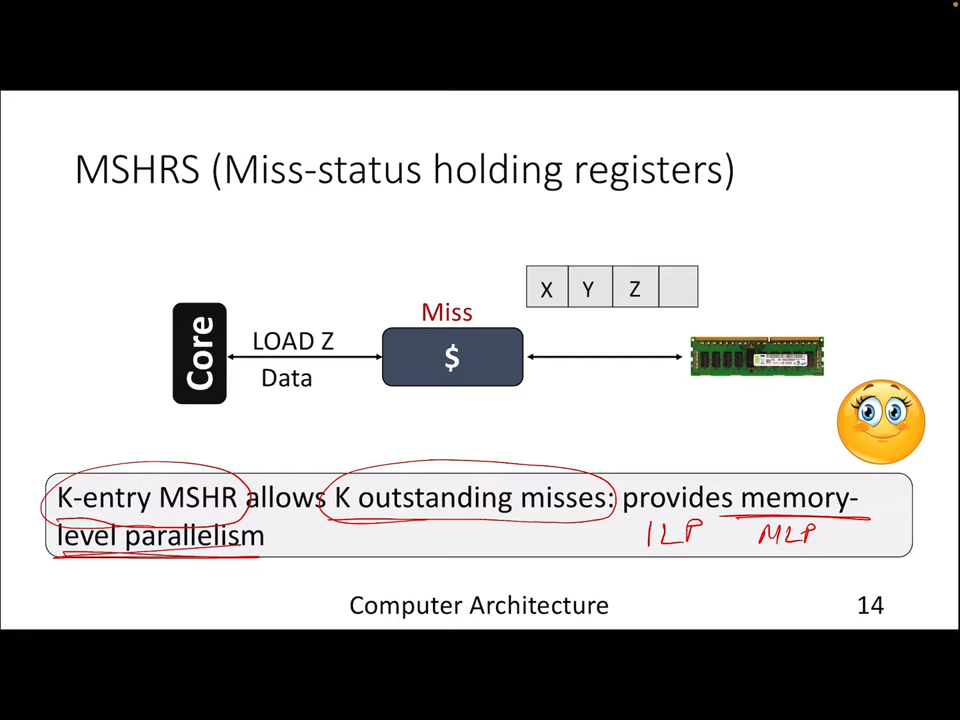 MSHRS (Miss-status holding registers)
X Y Z
Miss
Core
LOAD Z
$
Data
K-entry MSHR allows K outstanding misses: provides memory-
level parallelism
ILP MLP
Computer Architecture 14